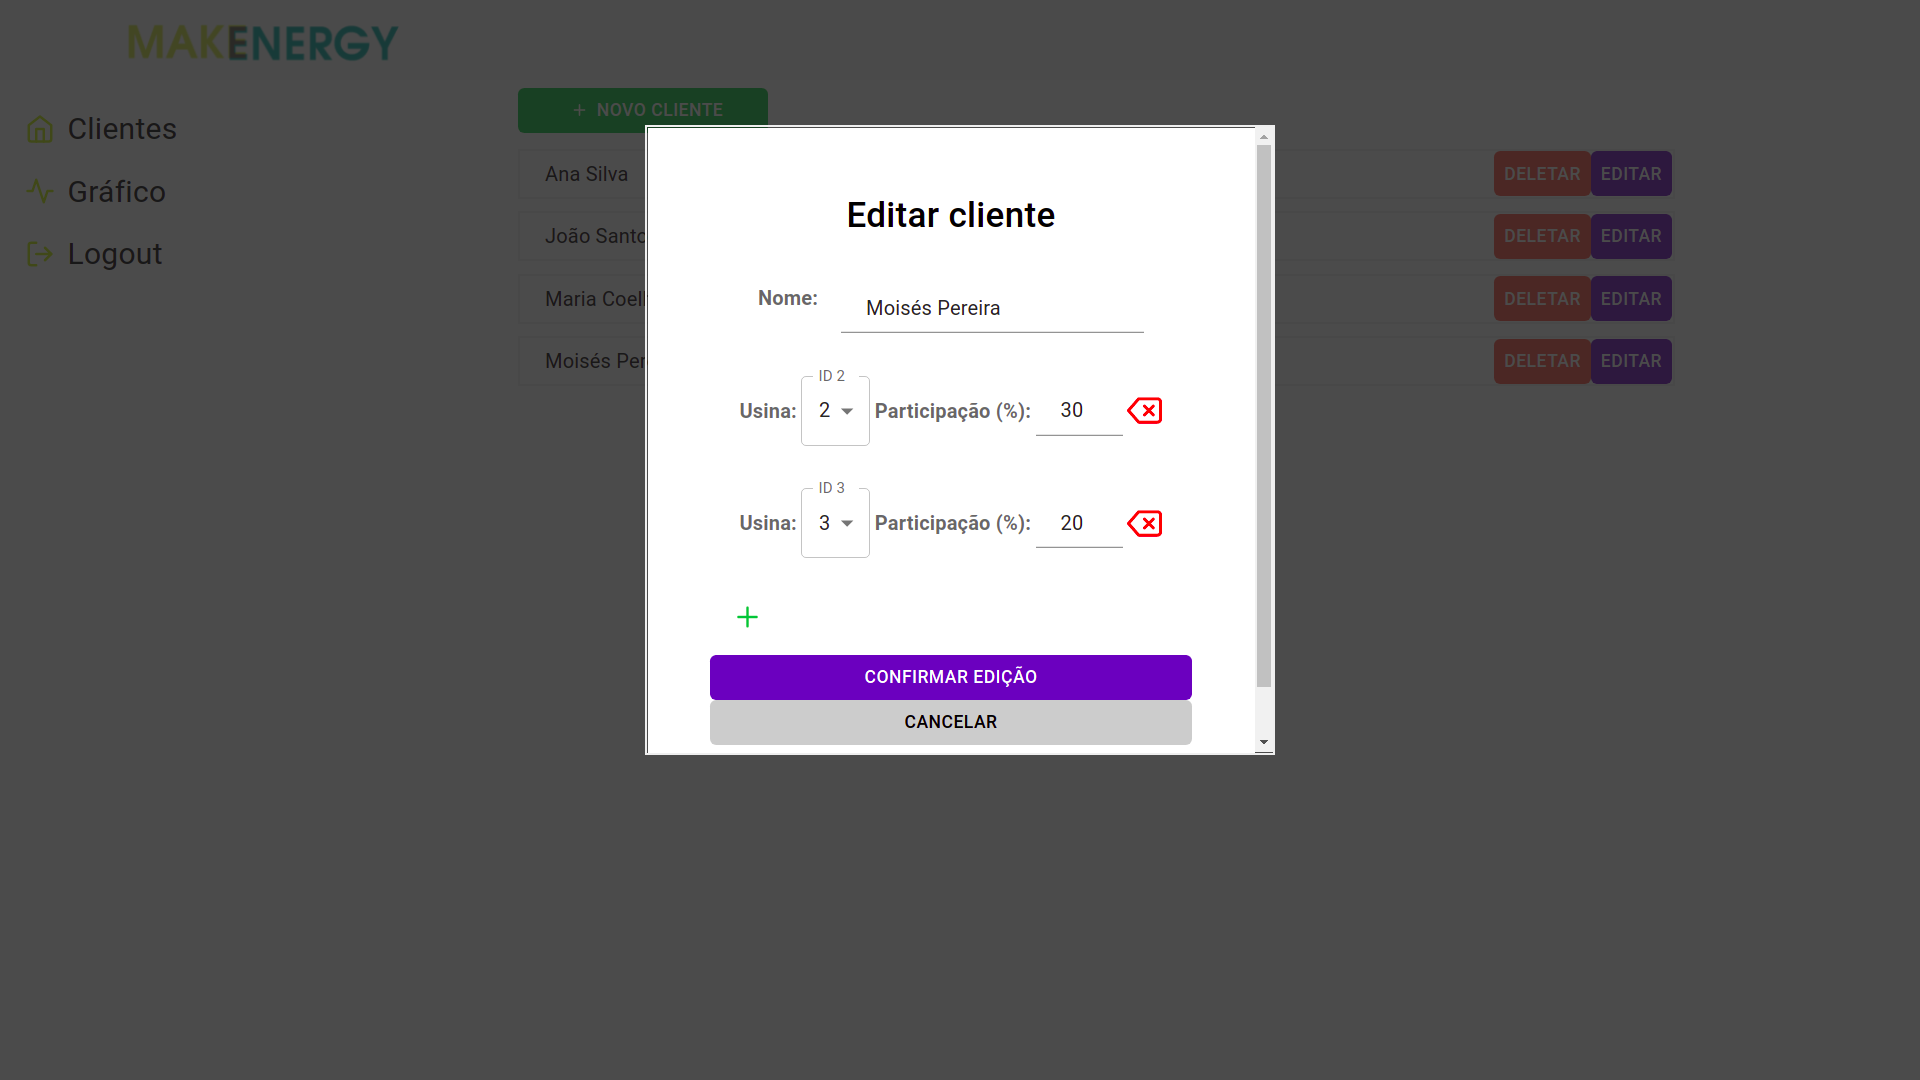 MAKENERGY
Clientes
Gráfico
Logout
+ NOVO CLIENTE
Ana Silva
DELETAR EDITAR
João Santo
DELETAR EDITAR
Maria Coel
DELETAR EDITAR
Moisés Per
DELETAR EDITAR
Editar cliente
Nome: Moisés Pereira
ID 2
Usina: 2 Participação (%): 30
ID 3
Usina: 3 Participação (%): 20
+
CONFIRMAR EDIÇÃO
CANCELAR